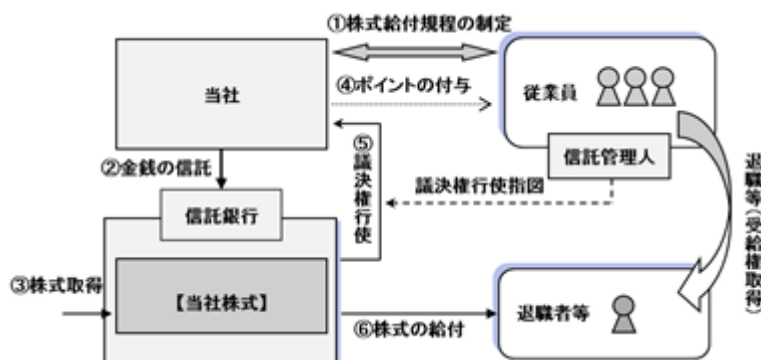 ①株式給付規程の制定
当社
④ポイントの付与
従業員
信託管理人
②金銭の信託
⑤議決権行使
議決権行使指図
退職等(受給権取得)
信託銀行
③株式取得
【当社株式】
⑥株式の給付
退職者等